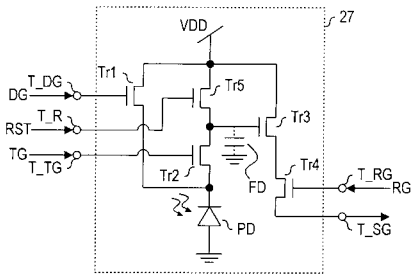 27
VDD
Tr1
T_DG
DG
Tr5
T_R
RST
Tr3
TG
T_TG
Tr2
Tr4
T_RG
RG
FD
T_SG
PD